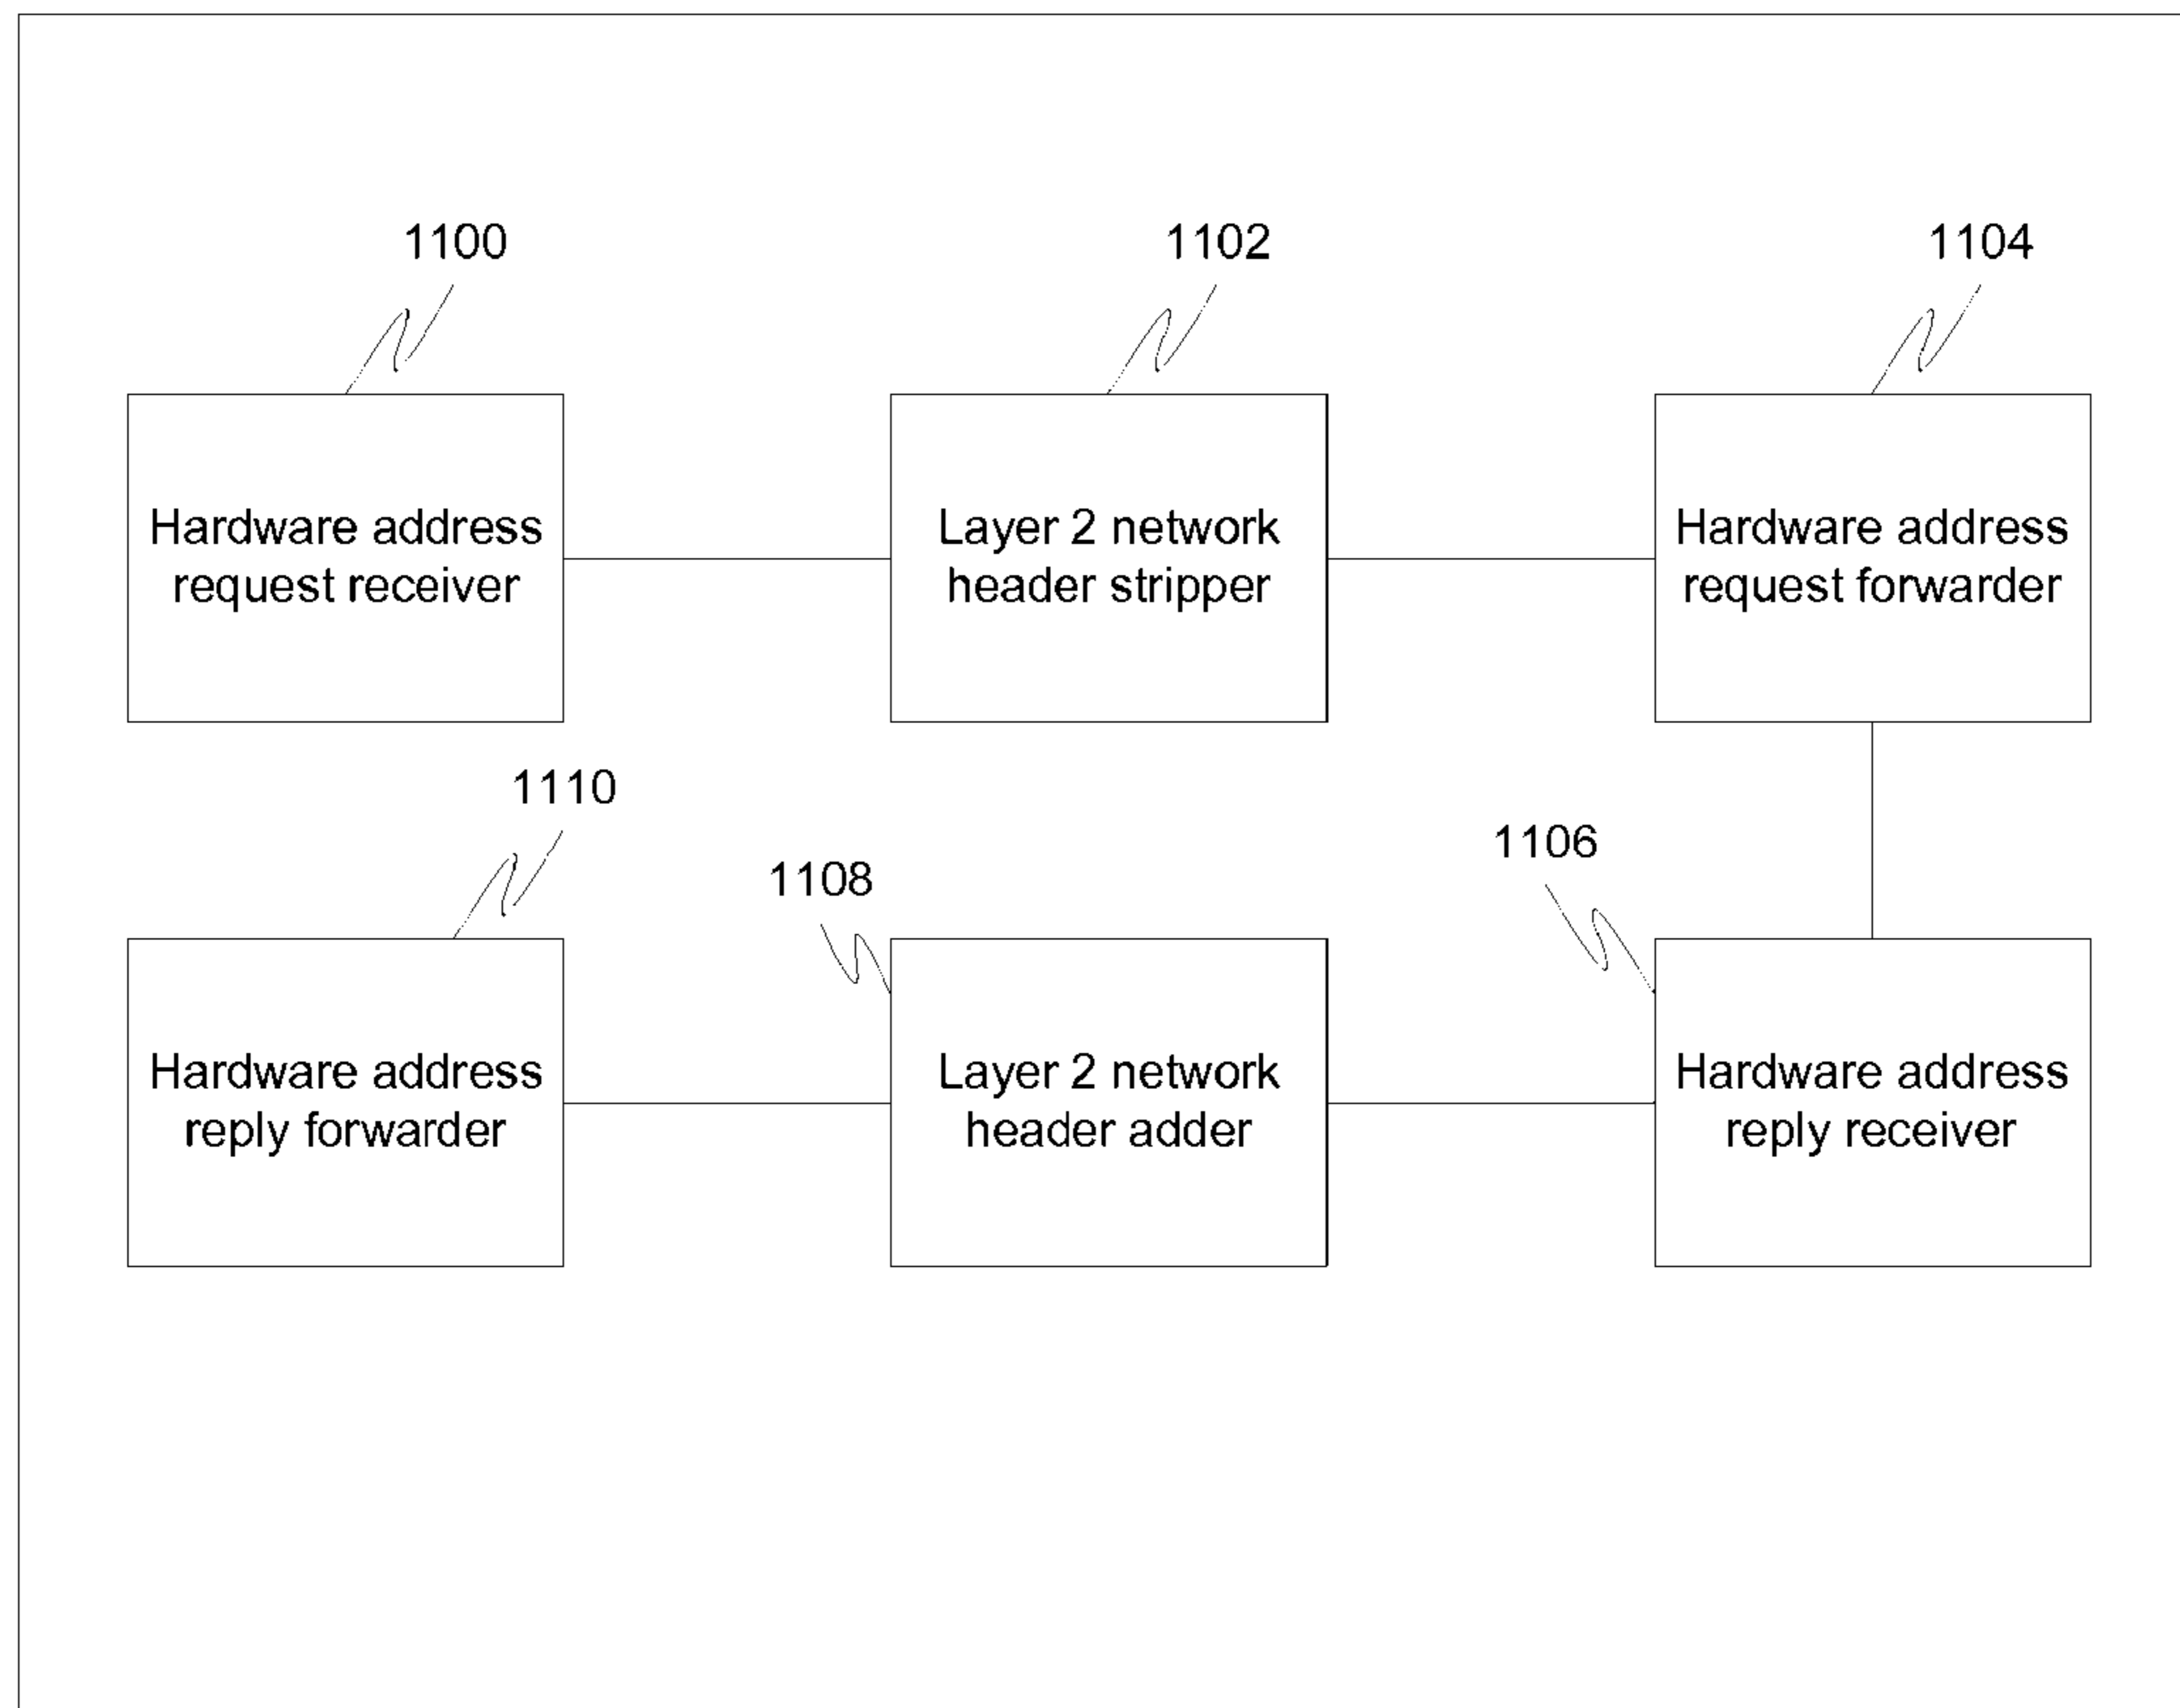 1100
1102
1104
Hardware address
request receiver
Layer 2 network
header stripper
Hardware address
request forwarder
1110
1108
1106
Hardware address
reply forwarder
Layer 2 network
header adder
Hardware address
reply receiver